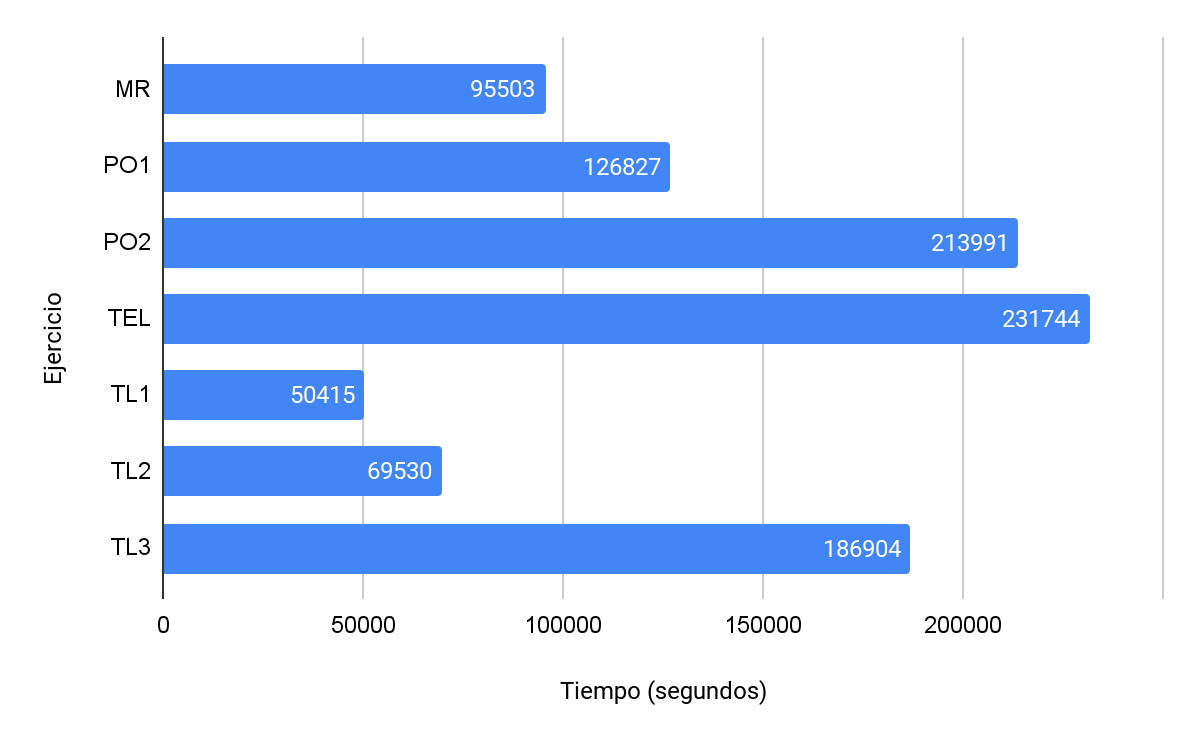 MR 95503
PO1 126827
PO2 213991
TEL 231744
TL1 50415
TL2 69530
TL3 186904
Ejercicio
0 50000 100000 150000 200000
Tiempo (segundos)